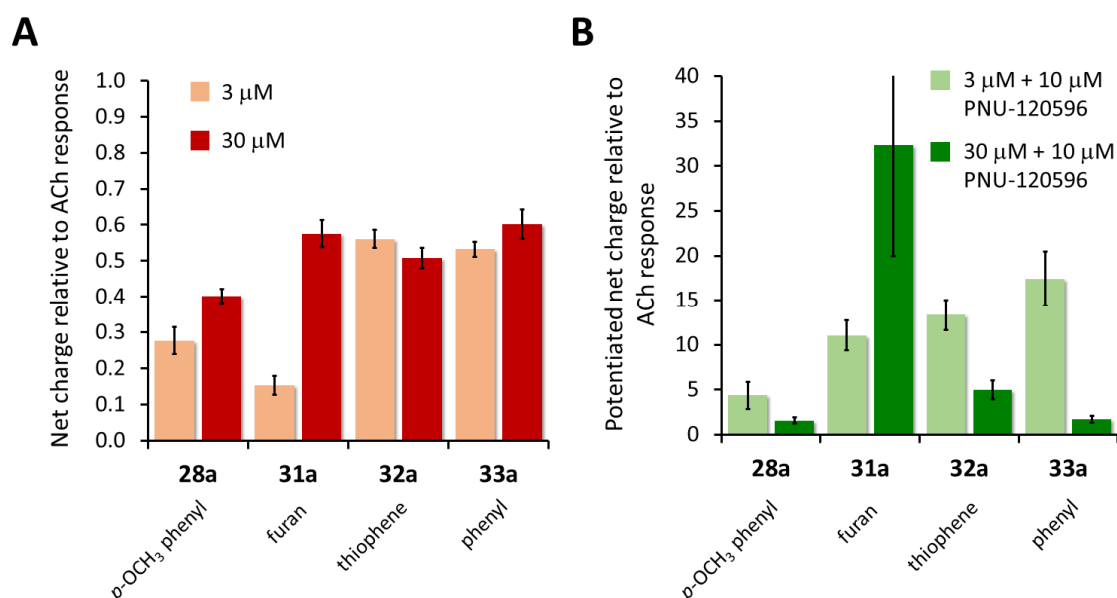 A
Net charge relative to ACh response
1.0
0.9
0.8
0.7
0.6
0.5
0.4
0.3
0.2
0.1
0.0
3 μM
30 μM
28a
31a
32a
33a
p-OCH₃ phenyl
furan
thiophene
phenyl
B
Potentiated net charge relative to
ACh response
40
35
30
25
20
15
10
5
0
3 μM + 10 μM
PNU-120596
30 μM + 10 μM
PNU-120596
28a
31a
32a
33a
p-OCH₃ phenyl
furan
thiophene
phenyl